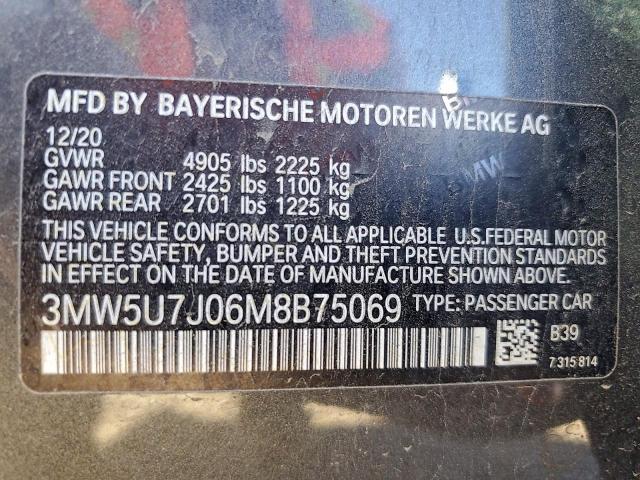 MFD BY BAYERISCHE MOTOREN WERKE AG
12/20
GVWR 4905 lbs 2225 kg
GAWR FRONT 2425 lbs 1100 kg
GAWR REAR 2701 lbs 1225 kg
THIS VEHICLE CONFORMS TO ALL APPLICABLE U.S.FEDERAL MOTOR
VEHICLE SAFETY, BUMPER AND THEFT PREVENTION STANDARDS
IN EFFECT ON THE DATE OF MANUFACTURE SHOWN ABOVE.
3MW5U7J06M8B75069 TYPE: PASSENGER CAR
B39
7 315 814